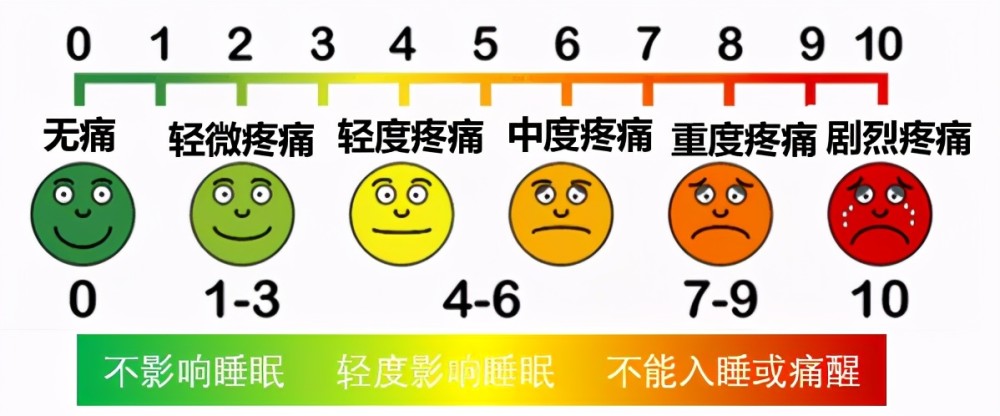 0 1 2 3 4 5 6 7 8 9 10
无痛 轻微疼痛 轻度疼痛 中度疼痛 重度疼痛 剧烈疼痛
0 1-3 4-6 7-9 10
不影响睡眠 轻度影响睡眠 不能入睡或痛醒